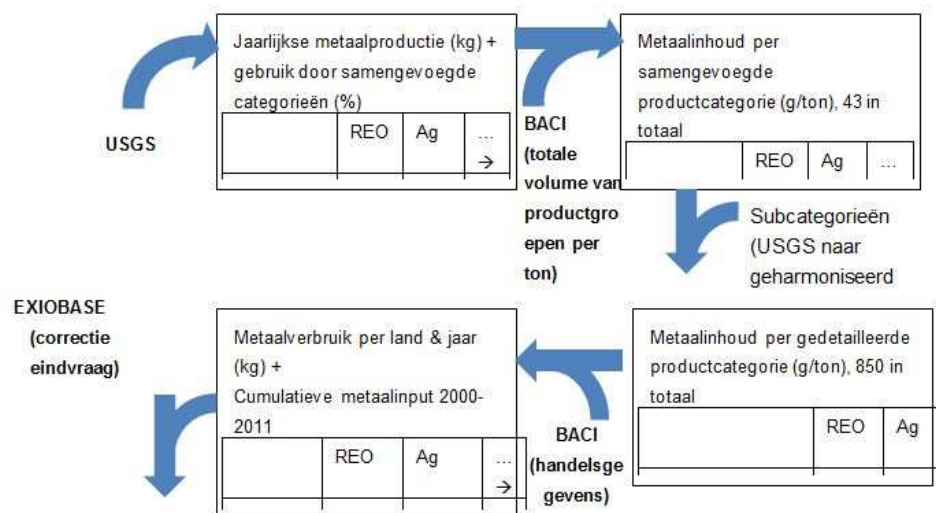 Jaarlijkse metaalproductie (kg) +
gebruik door samengevoegde
categorieën (%)
REO Ag ...
→
USGS
BACI
(totale
volume van
productgro
epen per
ton)
Metaalinhoud per
samengevoegde
productcategorie (g/ton), 43 in
totaal
REO Ag ...
Subcategorieën
(USGS naar
geharmoniseerd
Metaalinhoud per gedetailleerde
productcategorie (g/ton), 850 in
totaal
REO Ag
BACI
(handelsge
gevens)
Metaalverbruik per land & jaar
(kg) +
Cumulatieve metaalinput 2000-
2011
REO Ag ...
→
EXIOBASE
(correctie
eindvraag)